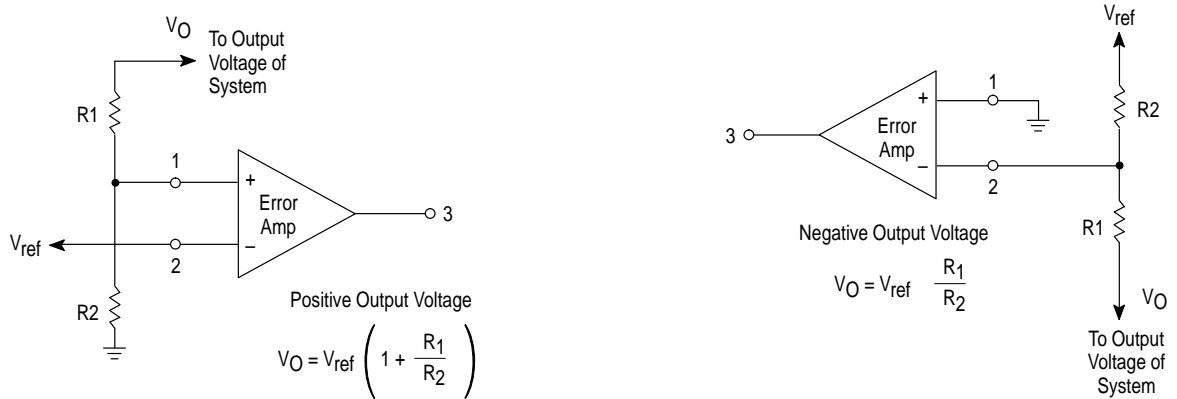 VO
To Output
Voltage of
System
R1
1
+
Error
Amp
3
Vref
–
2
R2
Positive Output Voltage
VO = Vref ( 1 + R1 / R2 )
Vref
R2
1
+
Error
Amp
3
–
2
R1
Negative Output Voltage
VO = Vref R1 / R2
VO
To Output
Voltage of
System